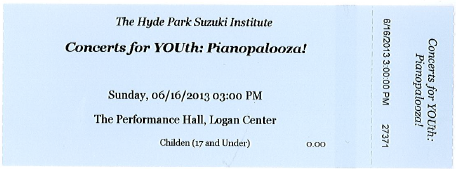 The Hyde Park Suzuki Institute
Concerts for YOUth: Pianopalooza!
Sunday, 06/16/2013 03:00 PM
The Performance Hall, Logan Center
Childen (17 and Under) 0.00
6/16/2013 3:00:00 PM 27371
Concerts for YOUth:
Pianopalooza!